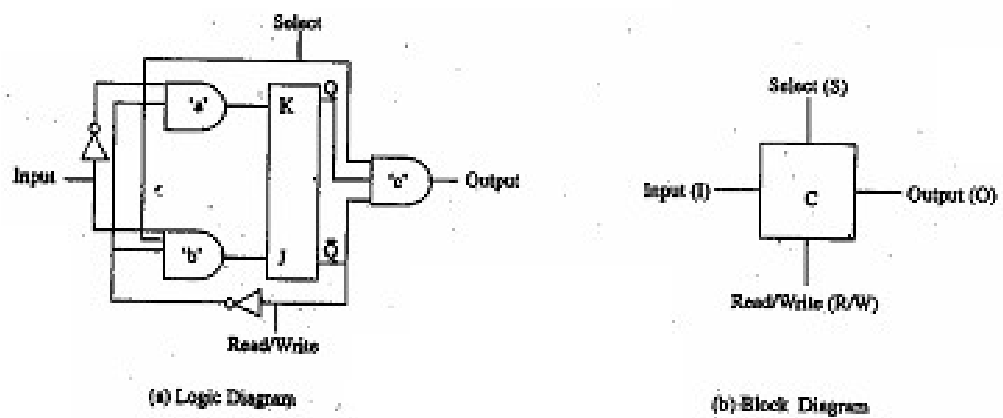 Select
Q
'a'
K
Select (S)
Input
'c'
Output
Input (I)
C
Output (O)
'b'
J
Q̄
Read/Write
Read/Write (R/W)
(a) Logic Diagram
(b) Block Diagram